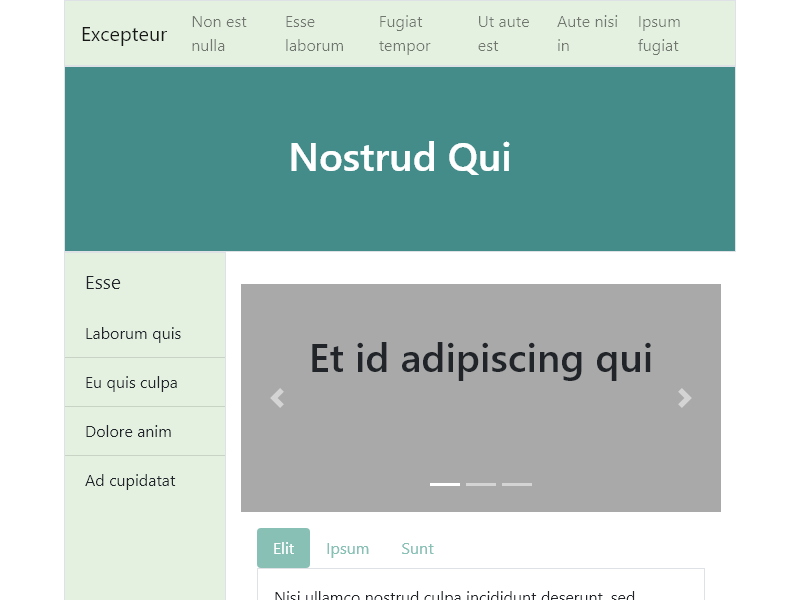 Excepteur
Non est
nulla
Esse
laborum
Fugiat
tempor
Ut aute
est
Aute nisi
in
Ipsum
fugiat
Nostrud Qui
Esse
Laborum quis
Eu quis culpa
Dolore anim
Ad cupidatat
Et id adipiscing qui
Elit
Ipsum
Sunt
Nisi ullamco nostrud culpa incididunt deserunt, sed